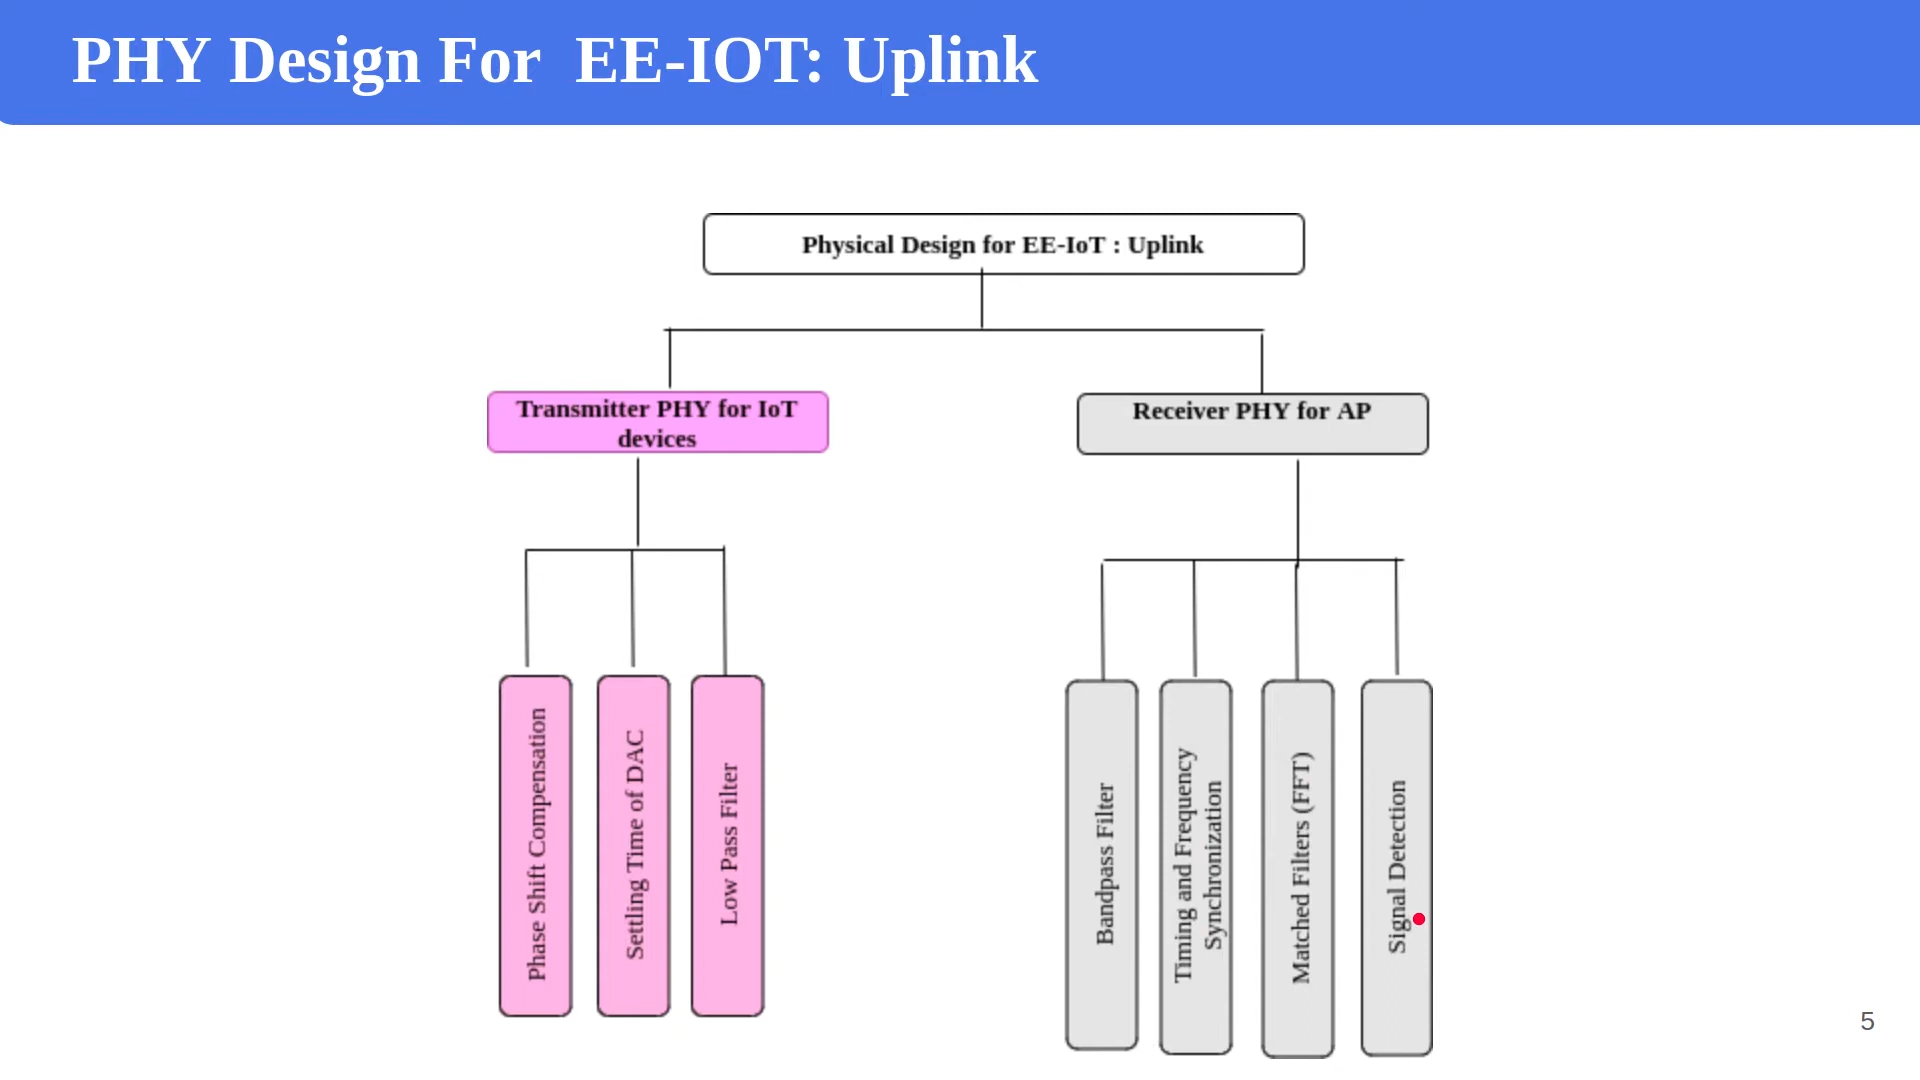 PHY Design For  EE-IOT: Uplink
Physical Design for EE-IoT : Uplink
Transmitter PHY for IoT
devices
Receiver PHY for AP
Phase Shift Compensation
Settling Time of DAC
Low Pass Filter
Bandpass Filter
Timing and Frequency
Synchronization
Matched Filters (FFT)
Signal Detection
5